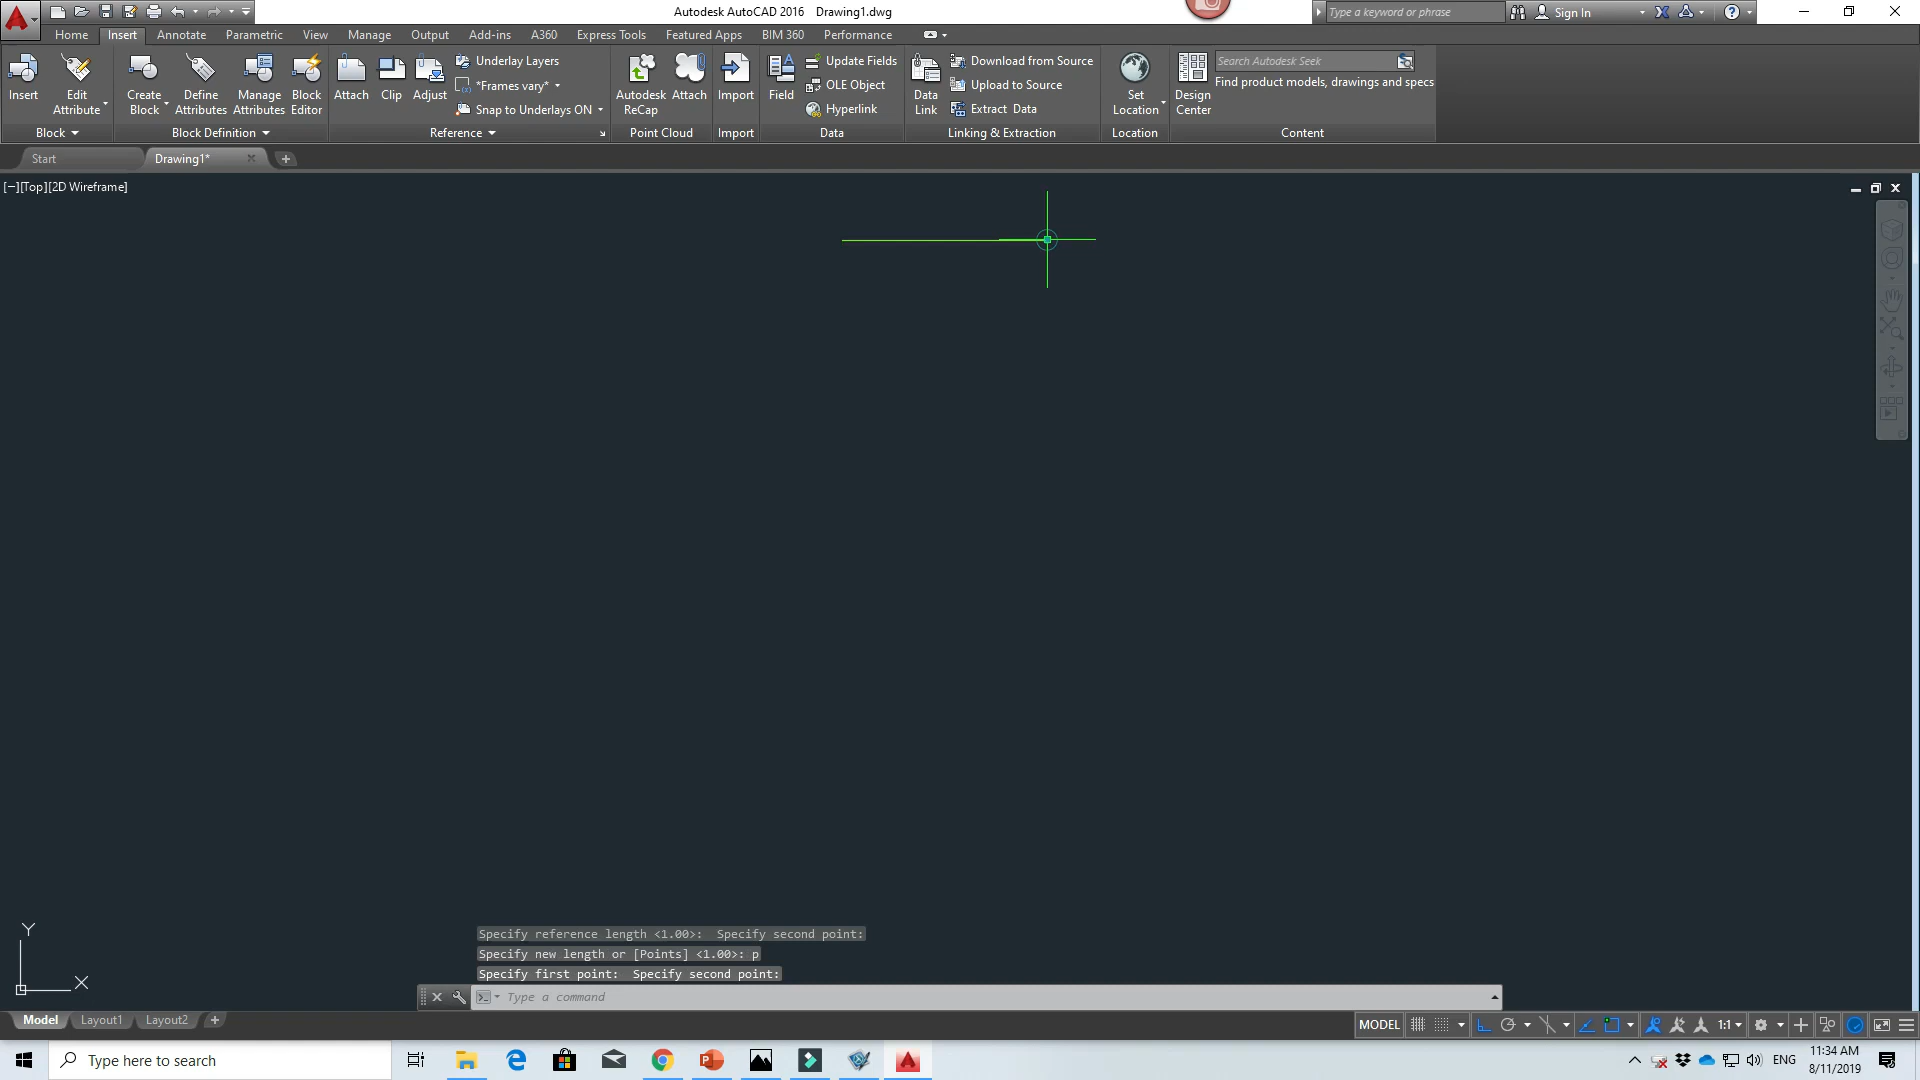 Autodesk AutoCAD 2016 Drawing1.dwg
Type a keyword or phrase
Sign In
Home Insert Annotate Parametric View Manage Output Add-ins A360 Express Tools Featured Apps BIM 360 Performance
Insert
Edit Attribute
Create Block
Define Attributes
Manage Attributes
Block Editor
Attach
Clip
Adjust
Underlay Layers
*Frames vary*
Snap to Underlays ON
Autodesk ReCap
Attach
Import
Field
Update Fields
OLE Object
Hyperlink
Data Link
Download from Source
Upload to Source
Extract Data
Set Location
Design Center
Search Autodesk Seek
Find product models, drawings and specs
Block Block Definition Reference Point Cloud Import Data Linking & Extraction Location Content
Start Drawing1*
[−][Top][2D Wireframe]
Y
X
Specify reference length <1.00>: Specify second point:
Specify new length or [Points] <1.00>: p
Specify first point: Specify second point:
Type a command
Model Layout1 Layout2
MODEL 1:1
Type here to search
ENG
11:34 AM
8/11/2019